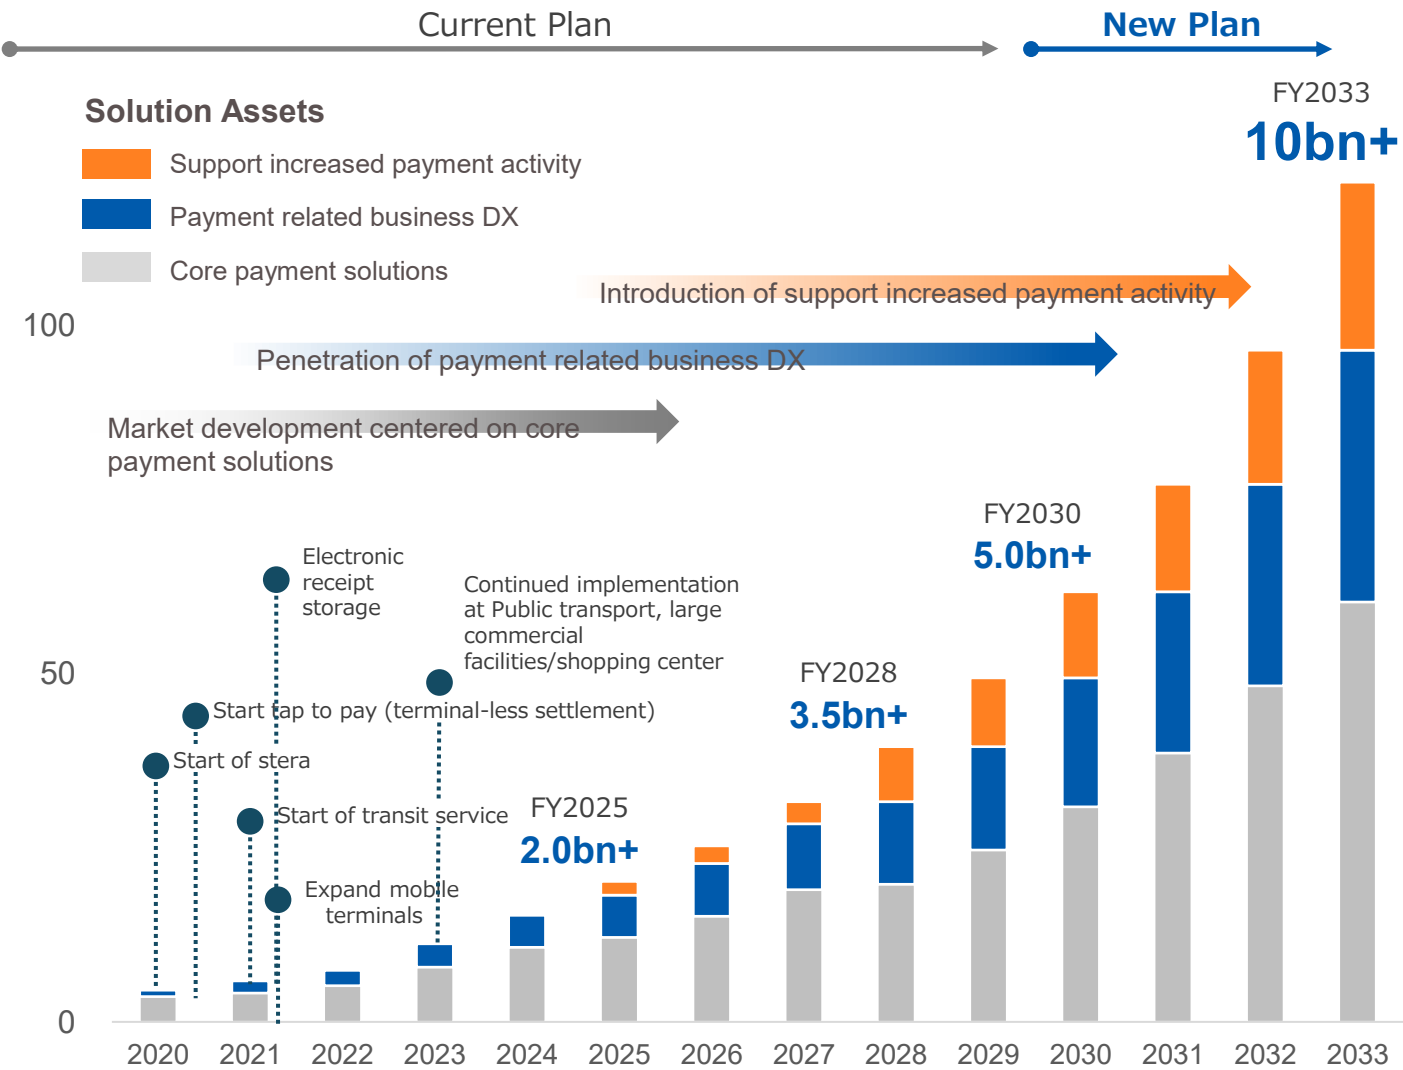 Current Plan
New Plan
FY2033
10bn+
Solution Assets
Support increased payment activity
Payment related business DX
Core payment solutions
Introduction of support increased payment activity
100
Penetration of payment related business DX
Market development centered on core
payment solutions
FY2030
5.0bn+
Electronic
receipt
storage
Continued implementation
at Public transport, large
commercial
facilities/shopping center
50
FY2028
3.5bn+
Start tap to pay (terminal-less settlement)
Start of stera
Start of transit service
FY2025
2.0bn+
Expand mobile
terminals
0
2020 2021 2022 2023 2024 2025 2026 2027 2028 2029 2030 2031 2032 2033